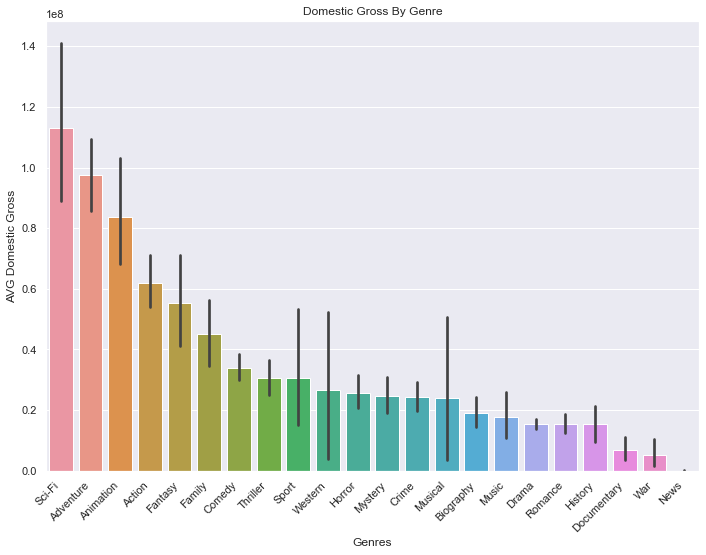 Domestic Gross By Genre
1e8
AVG Domestic Gross
1.4
1.2
1.0
0.8
0.6
0.4
0.2
0.0
Sci-Fi
Adventure
Animation
Action
Fantasy
Family
Comedy
Thriller
Sport
Western
Horror
Mystery
Crime
Musical
Biography
Music
Drama
Romance
History
Documentary
War
News
Genres